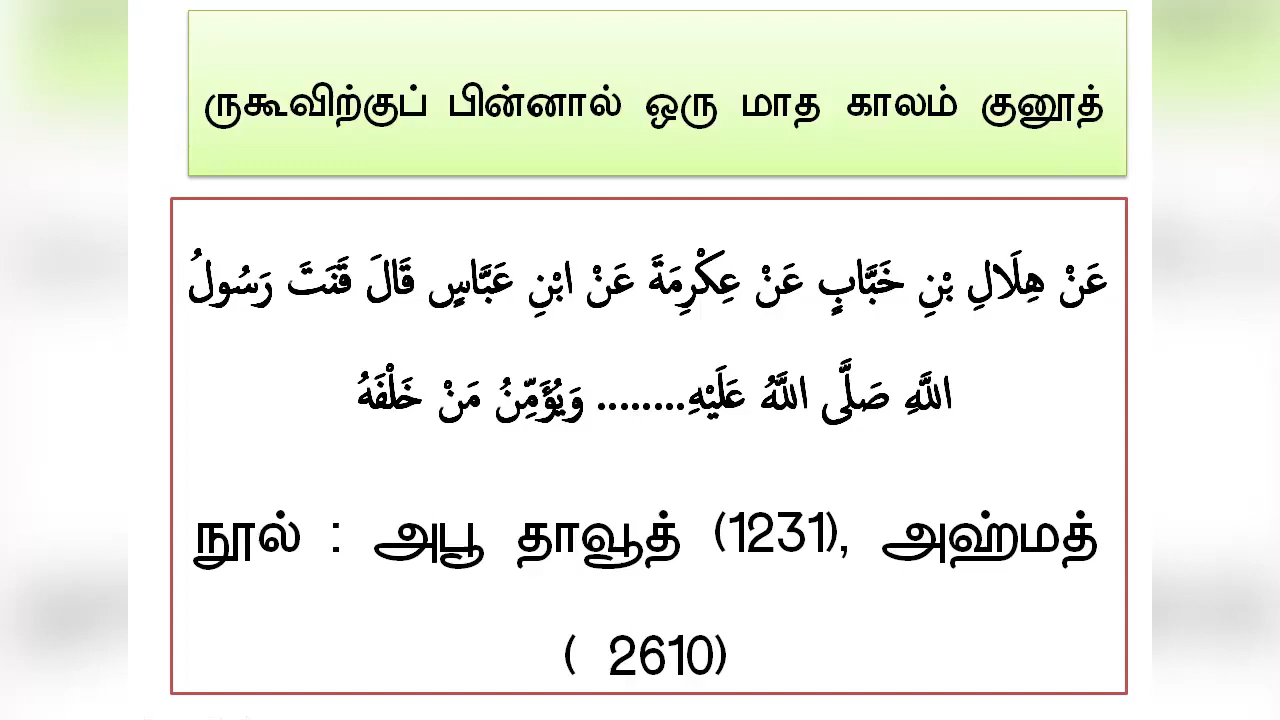 ருகூவிற்குப் பின்னால் ஒரு மாத காலம் குனூத்
عَنْ هِلَالِ بْنِ خَبَّابٍ عَنْ عِكْرِمَةَ عَنْ ابْنِ عَبَّاسٍ قَالَ قَنَتَ رَسُولُ
اللَّهِ صَلَّى اللَّهُ عَلَيْهِ........ وَيُؤَمِّنُ مَنْ خَلْفَهُ
நூல் : அபூ தாவூத் (1231), அஹ்மத்
( 2610)